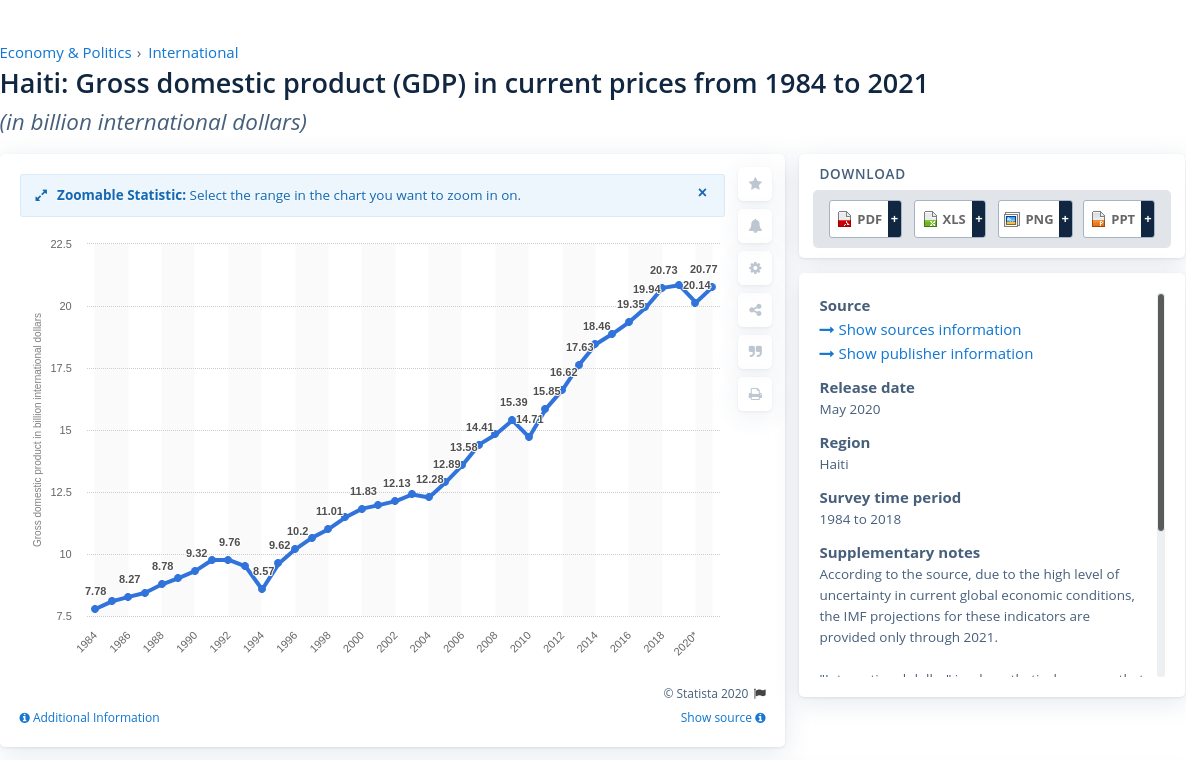 Economy & Politics › International
Haiti: Gross domestic product (GDP) in current prices from 1984 to 2021
(in billion international dollars)
Zoomable Statistic: Select the range in the chart you want to zoom in on. ×
Gross domestic product in billion international dollars
22.5
20
17.5
15
12.5
10
7.5
7.78
8.27
8.78
9.32
9.76
8.57
9.62
10.2
11.01
11.83
12.13
12.28
12.89
13.58
14.41
15.39
14.71
15.85
16.62
17.63
18.46
19.35
19.94
20.73
20.14
20.77
1984 1986 1988 1990 1992 1994 1996 1998 2000 2002 2004 2006 2008 2010 2012 2014 2016 2018 2020*
© Statista 2020
Additional Information
Show source
DOWNLOAD
PDF + XLS + PNG + PPT +
Source
Show sources information
Show publisher information
Release date
May 2020
Region
Haiti
Survey time period
1984 to 2018
Supplementary notes
According to the source, due to the high level of
uncertainty in current global economic conditions,
the IMF projections for these indicators are
provided only through 2021.